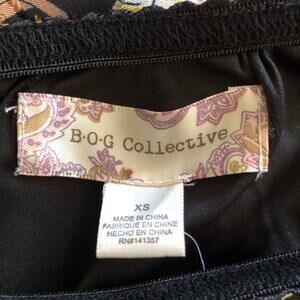 B·O·G Collective
XS
MADE IN CHINA
FABRIQUÉ EN CHINE
HECHO EN CHINA
RN#141357